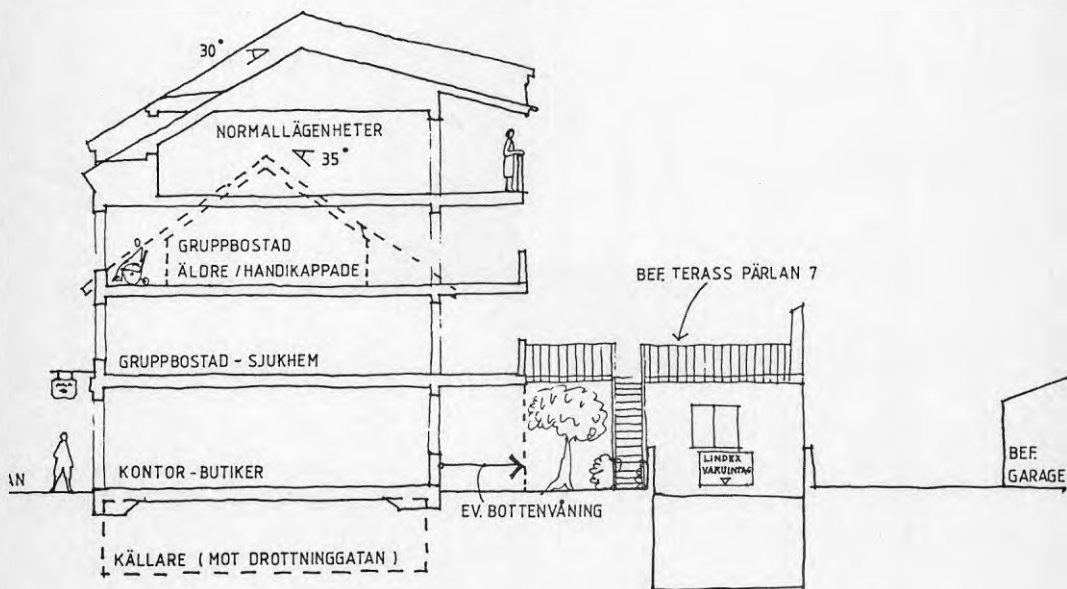 30°
NORMALLÄGENHETER
35°
GRUPPBOSTAD
ÄLDRE / HANDIKAPPADE
BEF. TERASS PÄRLAN 7
GRUPPBOSTAD - SJUKHEM
KONTOR - BUTIKER
AN
LINDEX
VARUINTAG
BEF.
GARAGE
EV. BOTTENVÅNING
KÄLLARE ( MOT DROTTNINGGATAN )